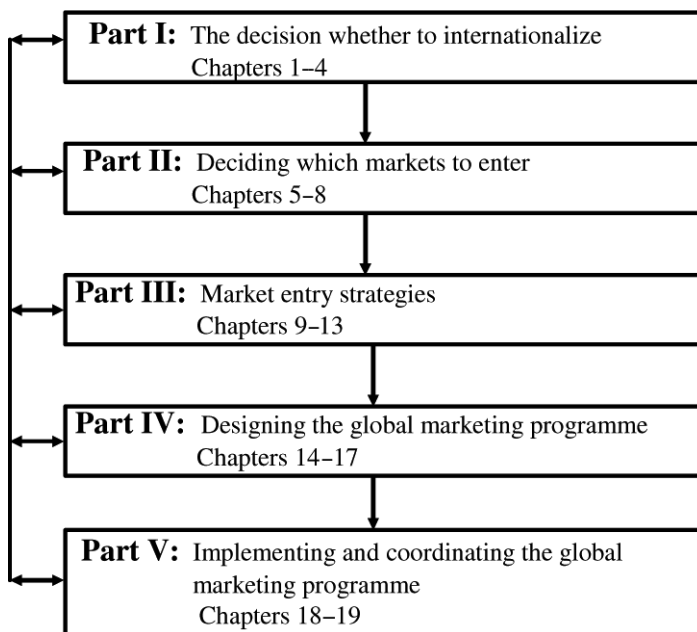 Part I: The decision whether to internationalize
Chapters 1–4
Part II: Deciding which markets to enter
Chapters 5–8
Part III: Market entry strategies
Chapters 9–13
Part IV: Designing the global marketing programme
Chapters 14–17
Part V: Implementing and coordinating the global
marketing programme
Chapters 18–19